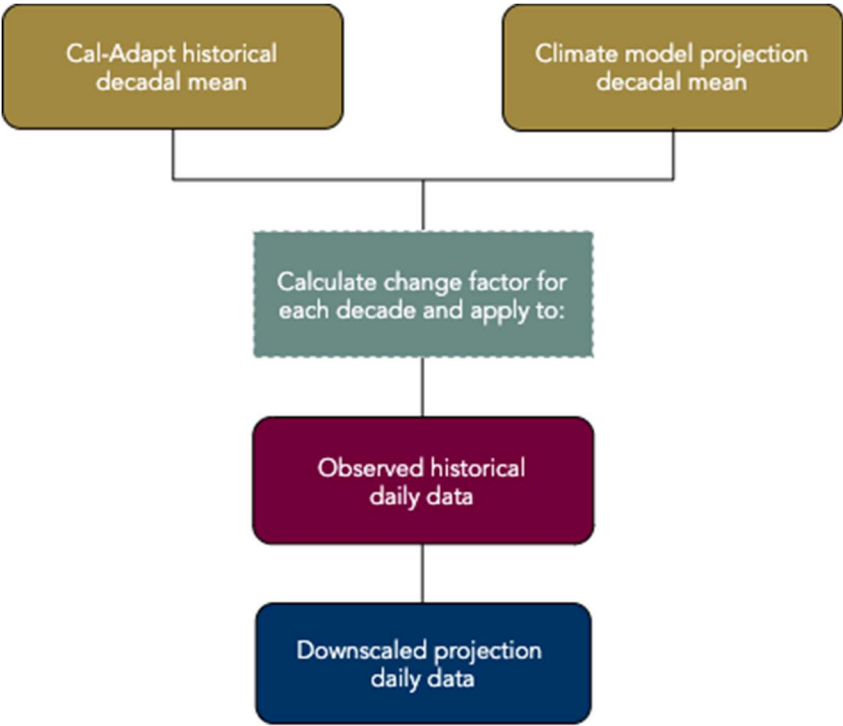 Cal-Adapt historical
decadal mean
Climate model projection
decadal mean
Calculate change factor for
each decade and apply to:
Observed historical
daily data
Downscaled projection
daily data